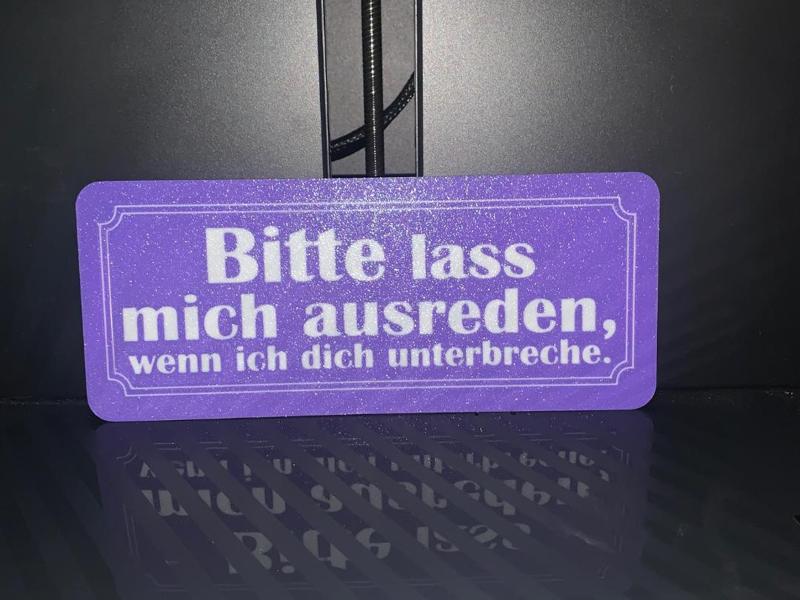 Bitte lass
mich ausreden,
wenn ich dich unterbreche.